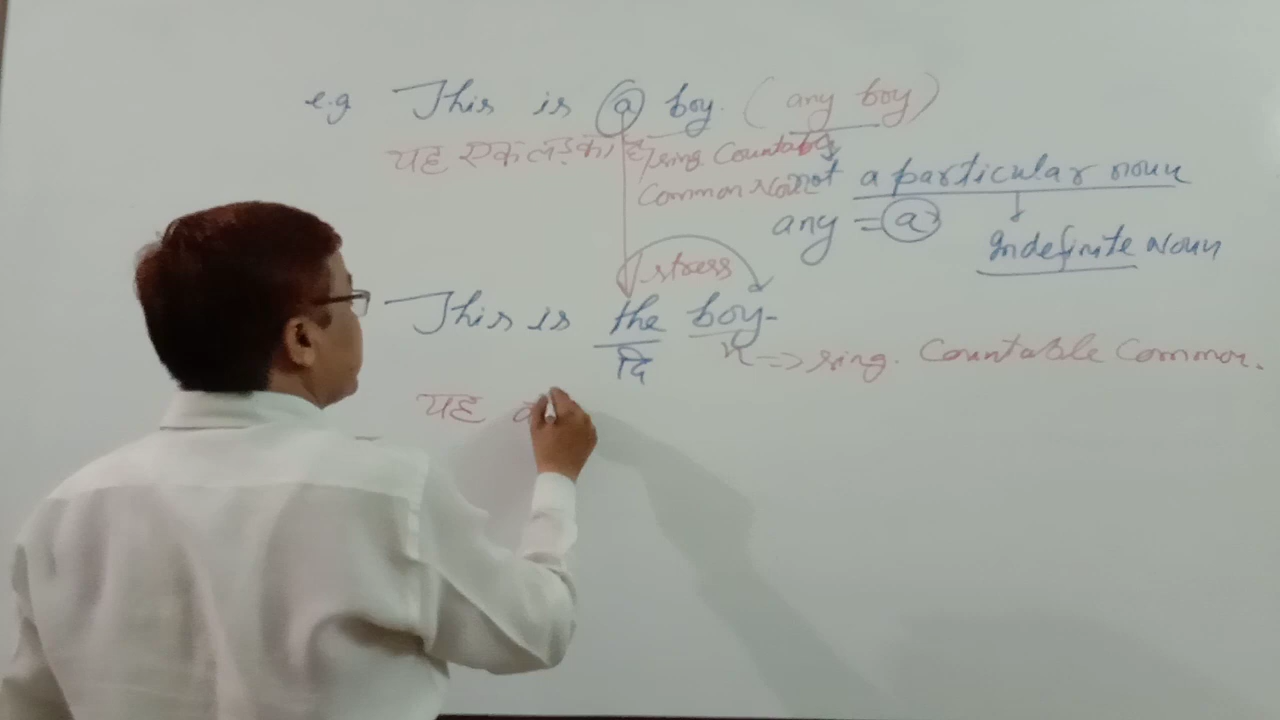 e.g This is a boy. (any boy)
यह एक लड़का है
sing. Countable
Common Noun
not a particular noun
any = a
Indefinite Noun
stress
This is the boy-
दि
=> sing. Countable Common.
यह